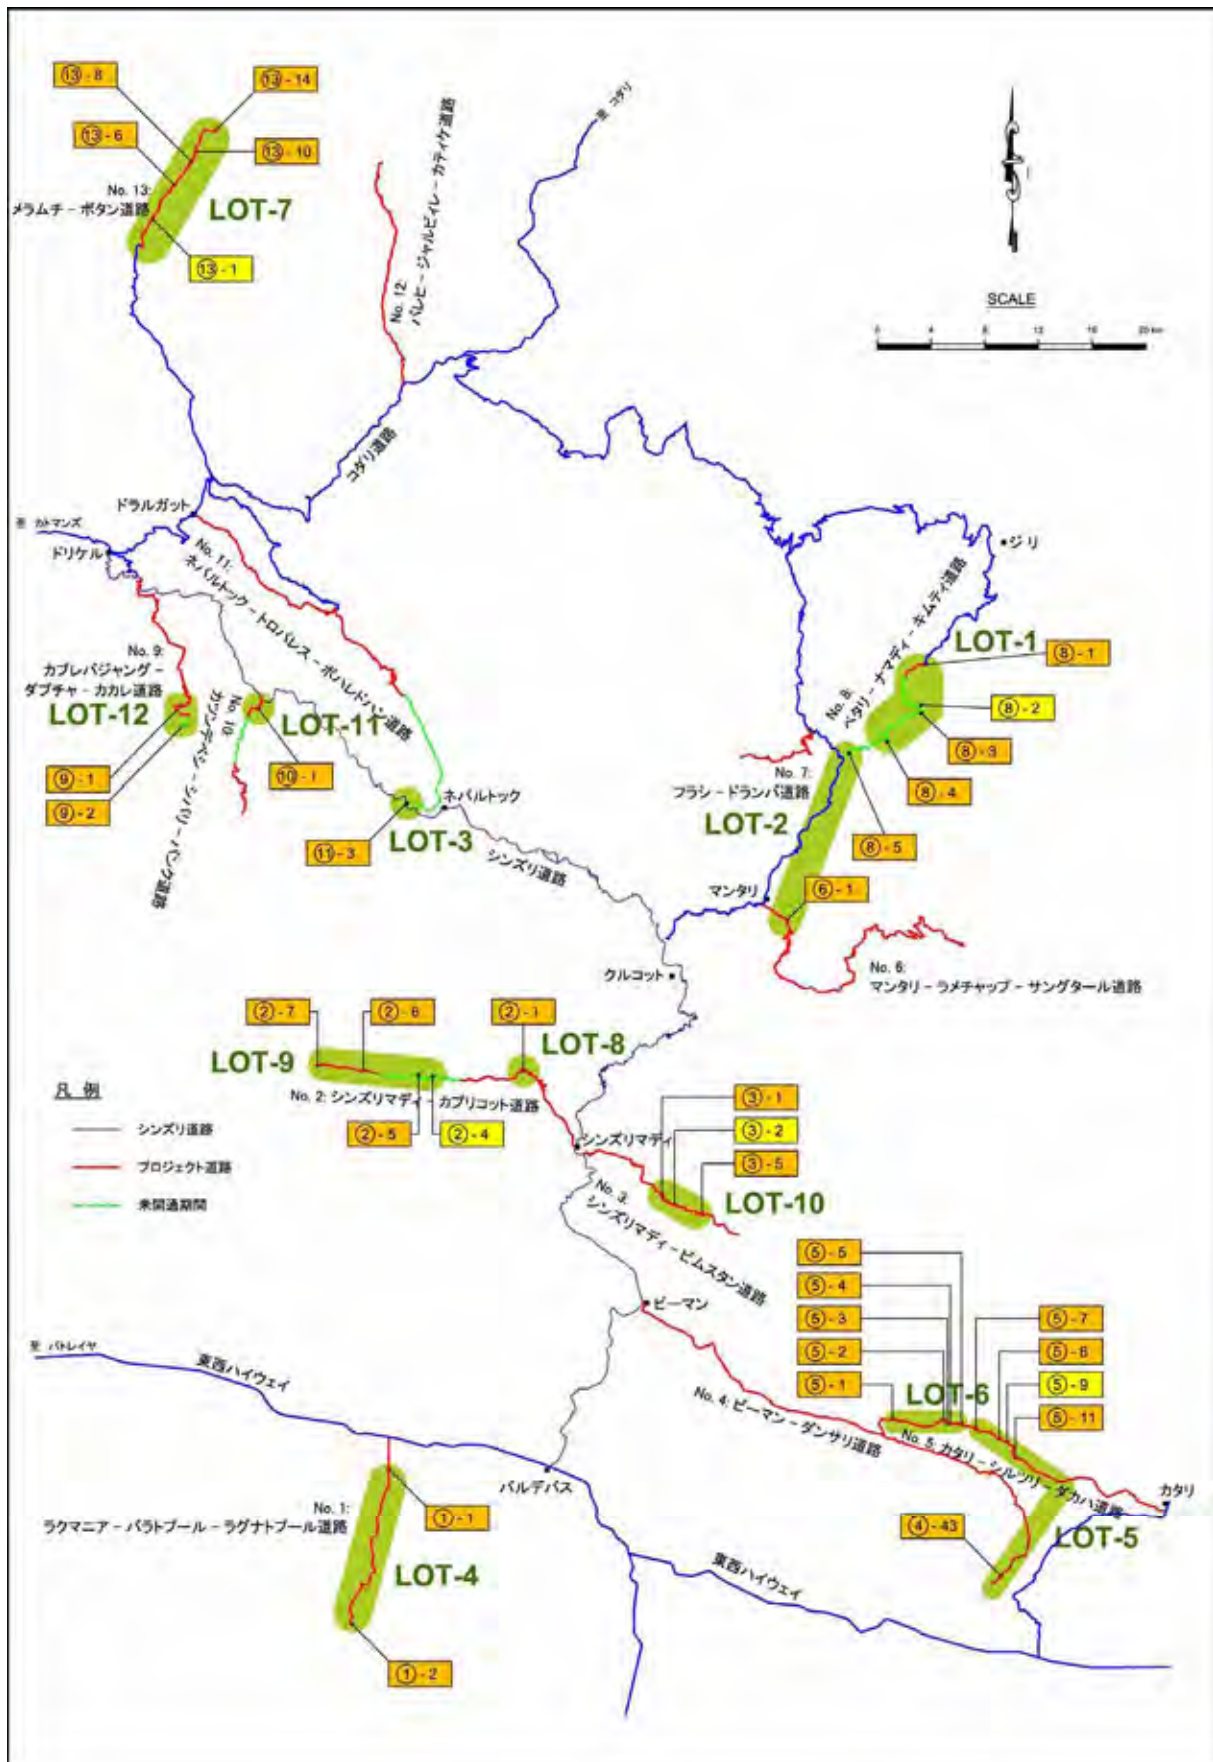 ⑬ - 8
⑬ - 14
⑬ - 6
⑬ - 10
No. 13:
メラムチ - ボタン道路
LOT-7
⑬ - 1
No. 12:
バレヒ - ジャルビィレ - カティケ道路
至 コダリ
SCALE
0 4 8 12 16 20 km
コダリ道路
ドラルガット
至 カトマンズ
ドリケル
No. 11:
ネパルトック - トロパレス - ポハレドハン道路
ジリ
No. 9:
カブレバジャング -
ダプチャ - カカレ道路
LOT-12
No. 10:
LOT-11
⑨ - 1
⑨ - 2
⑩ - 1
ネパルトック
LOT-3
⑪ - 3
シンズリ道路
No. 8:
ベタリ - ナマディ - キムティ道路
LOT-1
⑧ - 1
⑧ - 2
⑧ - 3
⑧ - 4
⑧ - 5
No. 7:
フラシ - ドランパ道路
LOT-2
マンタリ
⑥ - 1
No. 6:
マンタリ - ラメチャップ - サングタール道路
クルコット
② - 7
② - 6
② - 1
LOT-9
LOT-8
No. 2: シンズリマディ - カプリコット道路
② - 5
② - 4
凡 例
シンズリ道路
プロジェクト道路
未開通期間
シンズリマディ
③ - 1
③ - 2
③ - 5
LOT-10
No. 3.
シンズリマディ - ビムスタン道路
ビーマン
⑤ - 5
⑤ - 4
⑤ - 3
⑤ - 2
⑤ - 1
⑤ - 7
⑤ - 8
⑤ - 9
⑤ - 11
LOT-6
至 パトレイヤ
東西ハイウェイ
No. 4: ビーマン - ダンサリ道路
No. 5: カタリ - シルツリ - ダカハ道路
カタリ
バルデバス
No. 1:
ラクマニア - バラトプール - ラグナトプール道路
① - 1
④ - 43
LOT-5
LOT-4
東西ハイウェイ
① - 2